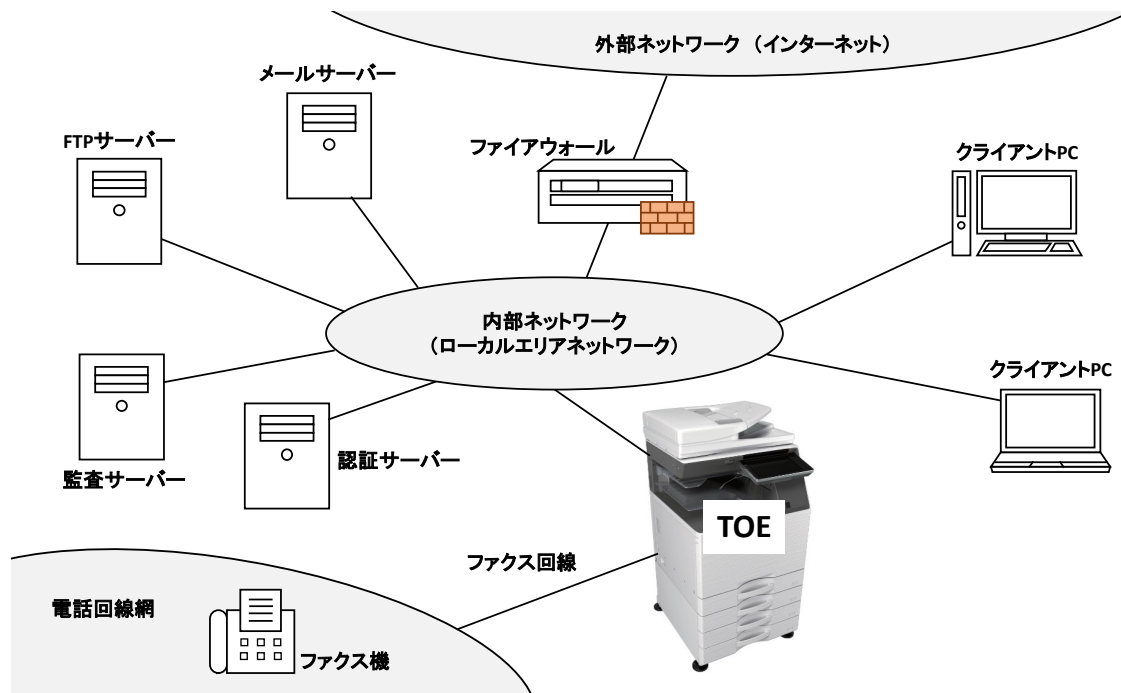 外部ネットワーク （インターネット）
メールサーバー
FTPサーバー
ファイアウォール
クライアントPC
内部ネットワーク
（ローカルエリアネットワーク）
クライアントPC
監査サーバー
認証サーバー
TOE
ファクス回線
電話回線網
ファクス機